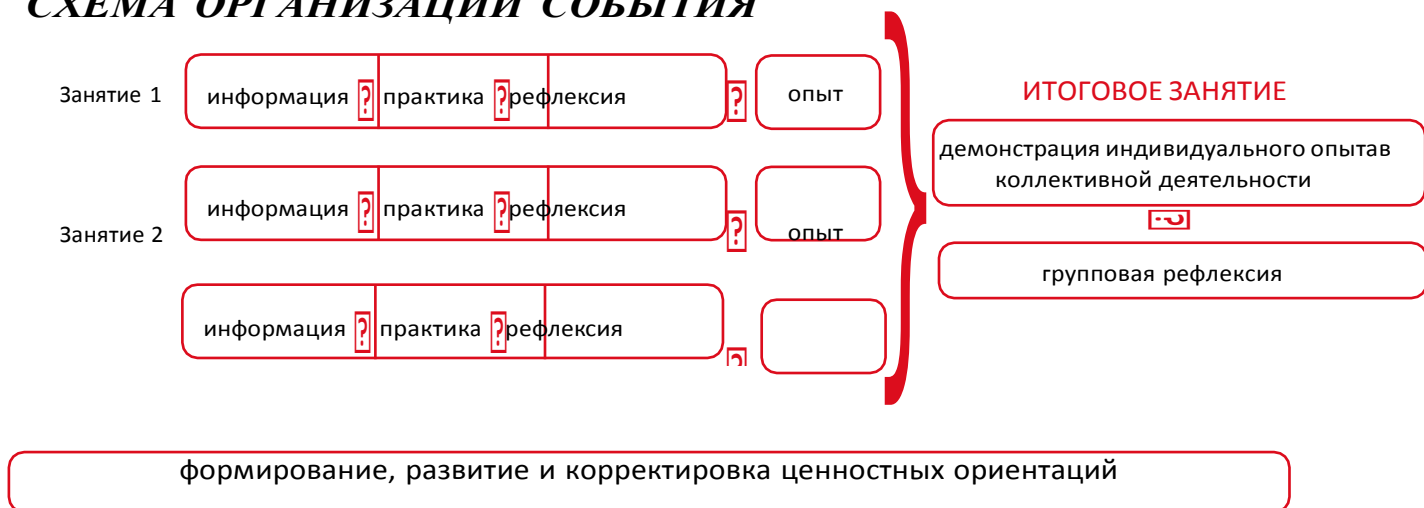 СХЕМА ОРГАНИЗАЦИИ СОБЫТИЯ
Занятие 1
информация ? практика ? рефлексия ? опыт
Занятие 2
информация ? практика ? рефлексия ? опыт
информация ? практика ? рефлексия ?
ИТОГОВОЕ ЗАНЯТИЕ
демонстрация индивидуального опытав
коллективной деятельности
?
групповая рефлексия
формирование, развитие и корректировка ценностных ориентаций